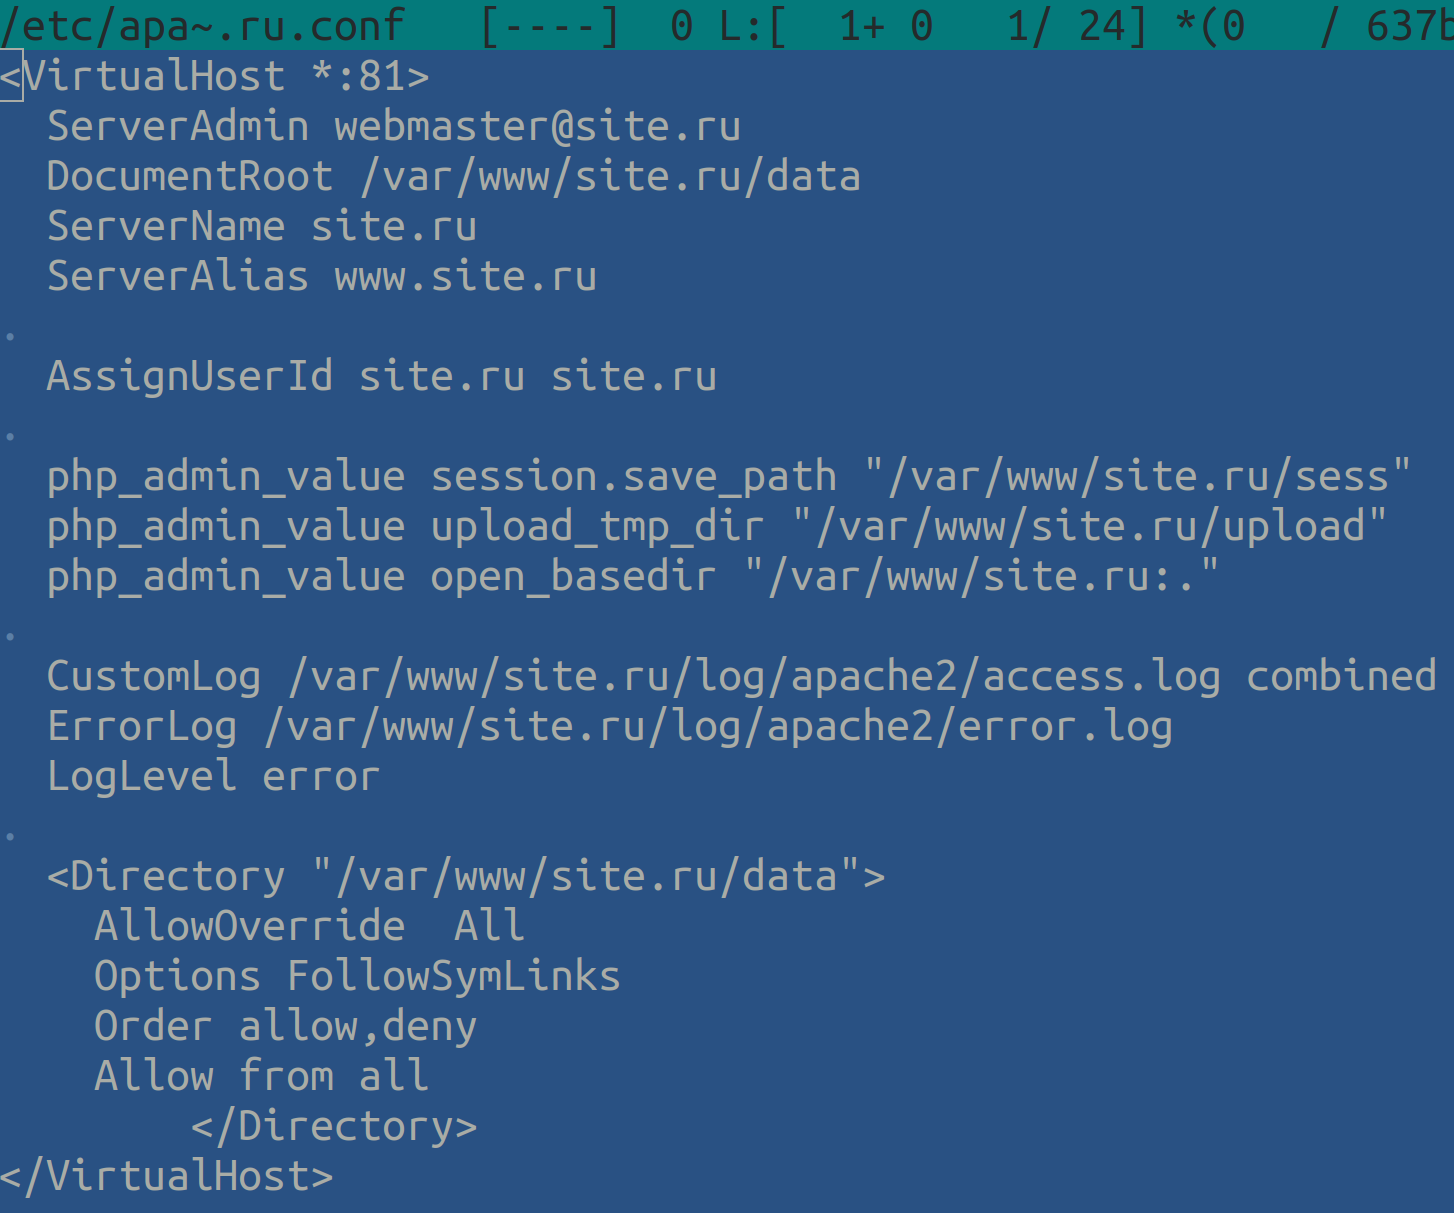 /etc/apa~.ru.conf   [----]  0 L:[  1+ 0   1/ 24] *(0   / 637b
<VirtualHost *:81>
  ServerAdmin webmaster@site.ru
  DocumentRoot /var/www/site.ru/data
  ServerName site.ru
  ServerAlias www.site.ru
  AssignUserId site.ru site.ru
  php_admin_value session.save_path "/var/www/site.ru/sess"
  php_admin_value upload_tmp_dir "/var/www/site.ru/upload"
  php_admin_value open_basedir "/var/www/site.ru:."
  CustomLog /var/www/site.ru/log/apache2/access.log combined
  ErrorLog /var/www/site.ru/log/apache2/error.log
  LogLevel error
  <Directory "/var/www/site.ru/data">
    AllowOverride  All
    Options FollowSymLinks
    Order allow,deny
    Allow from all
        </Directory>
</VirtualHost>